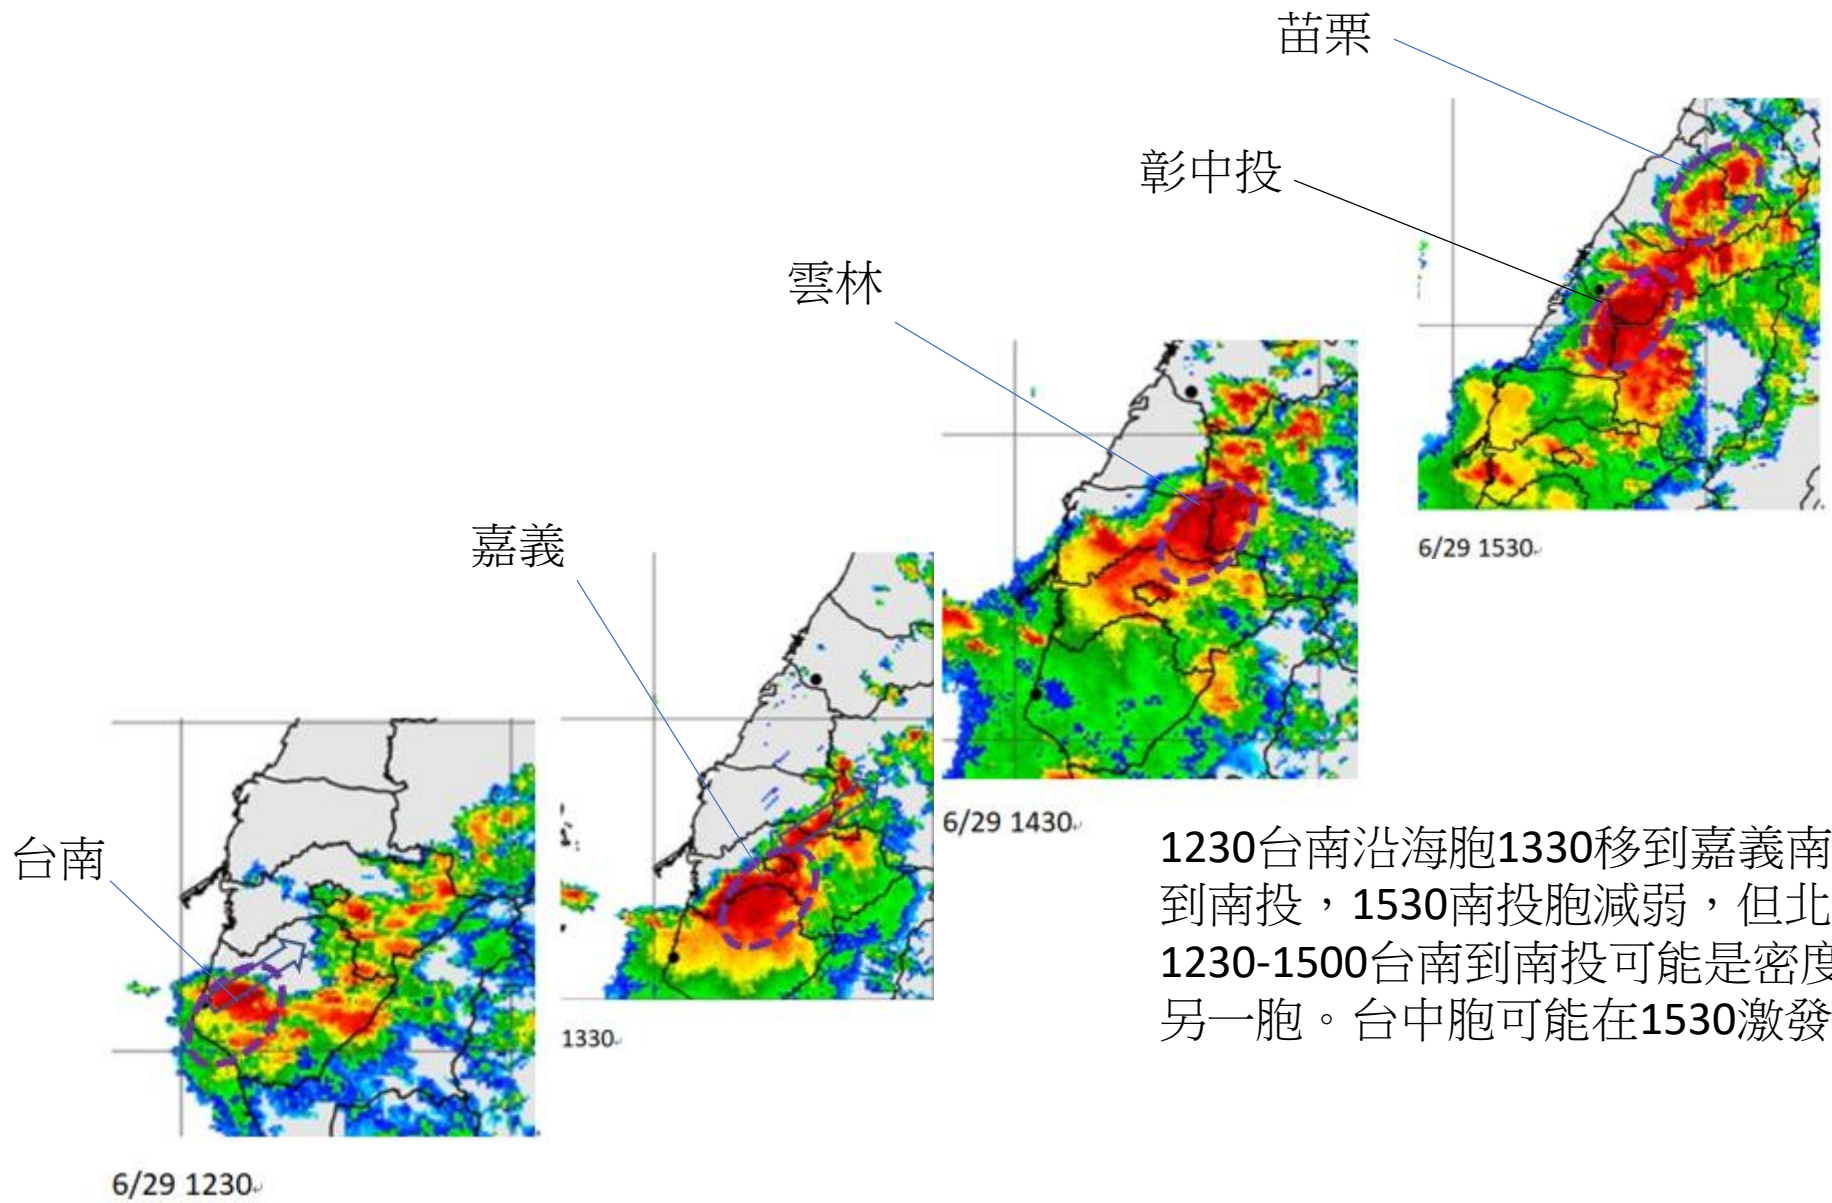 苗栗
彰中投
雲林
嘉義
台南
6/29 1530
6/29 1430
1330
6/29 1230
1230台南沿海胞1330移到嘉義南
到南投，1530南投胞減弱，但北
1230-1500台南到南投可能是密度
另一胞。台中胞可能在1530激發